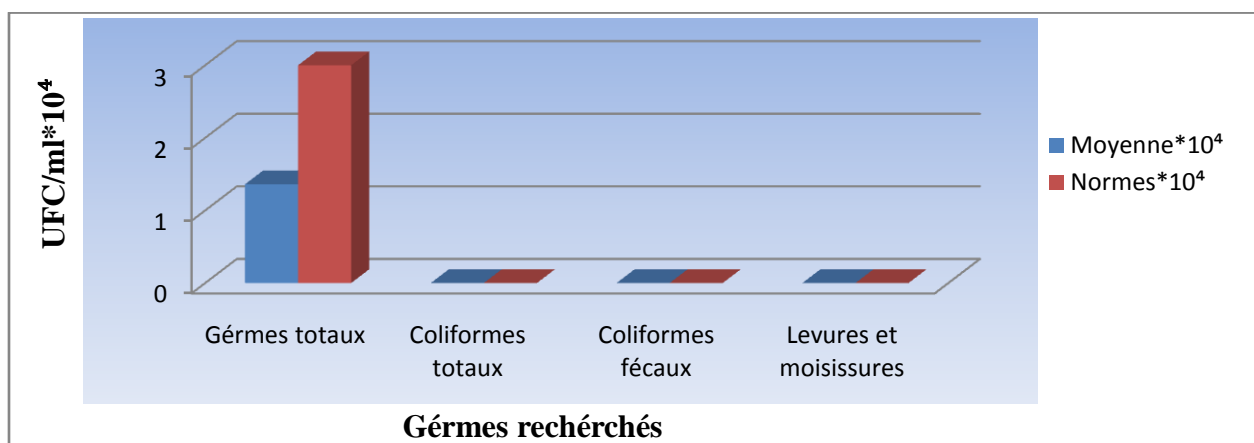 UFC/ml*10⁴
3
2
1
0
Gérmes totaux
Coliformes
totaux
Coliformes
fécaux
Levures et
moisissures
Gérmes rechérchés
Moyenne*10⁴
Normes*10⁴